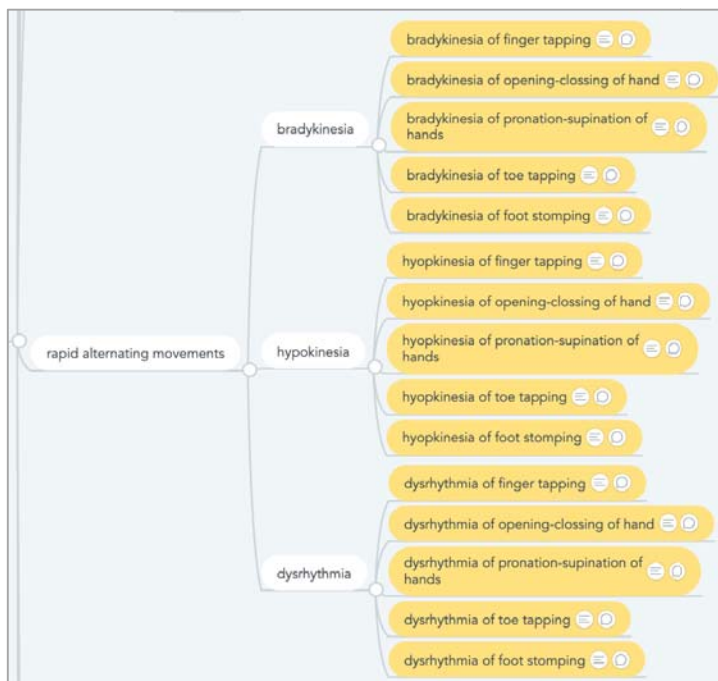 bradykinesia of finger tapping
bradykinesia of opening-clossing of hand
bradykinesia
bradykinesia of pronation-supination of
hands
bradykinesia of toe tapping
bradykinesia of foot stomping
hyopkinesia of finger tapping
hyopkinesia of opening-clossing of hand
rapid alternating movements
hypokinesia
hyopkinesia of pronation-supination of
hands
hyopkinesia of toe tapping
hyopkinesia of foot stomping
dysrhythmia of finger tapping
dysrhythmia of opening-clossing of hand
dysrhythmia
dysrhythmia of pronation-supination of
hands
dysrhythmia of toe tapping
dysrhythmia of foot stomping